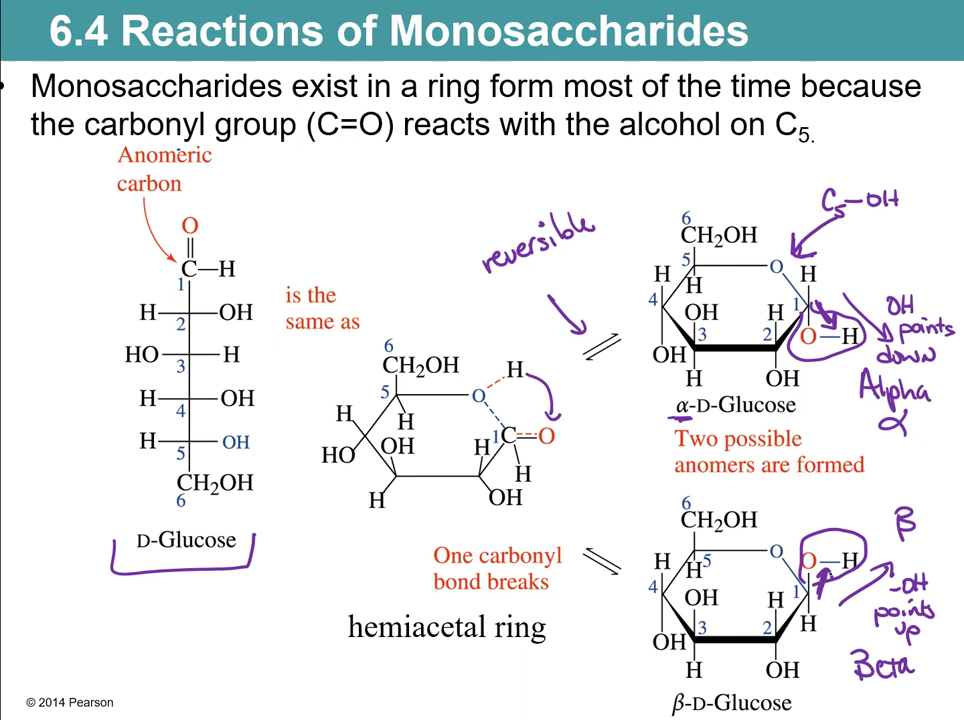 6.4 Reactions of Monosaccharides
• Monosaccharides exist in a ring form most of the time because
the carbonyl group (C=O) reacts with the alcohol on C5.
Anomeric
carbon
O
C—H
1
H OH
2
HO H
3
H OH
4
H OH
5
CH2OH
6
D-Glucose
is the
same as
6
CH2OH
H
5
O
H
H
1C=O
HO
OH
H
H
H
OH
One carbonyl
bond breaks
hemiacetal ring
reversible
C5-OH
6
CH2OH
5
O
H
H
H
4
OH
H
1
3
2
O—H
OH
H
OH
α-D-Glucose
OH
points
down
Alpha
α
Two possible
anomers are formed
6
CH2OH
O
O—H
H
H
5
4
OH
H
1
OH
3
2
H
H
OH
β-D-Glucose
β
-OH
points
up
Beta
© 2014 Pearson